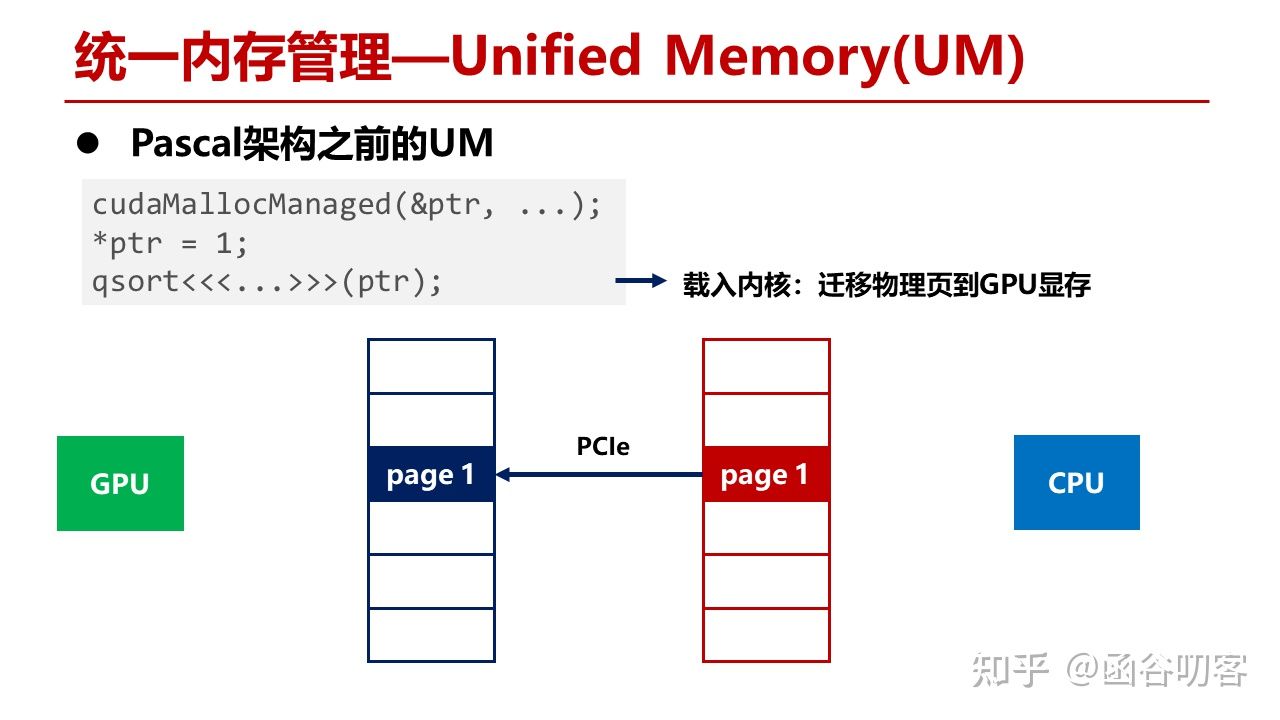 统一内存管理—Unified Memory(UM)
● Pascal架构之前的UM
cudaMallocManaged(&ptr, ...);
*ptr = 1;
qsort<<<...>>>(ptr);
载入内核：迁移物理页到GPU显存
PCIe
GPU
page 1
page 1
CPU
知乎 @函谷叨客